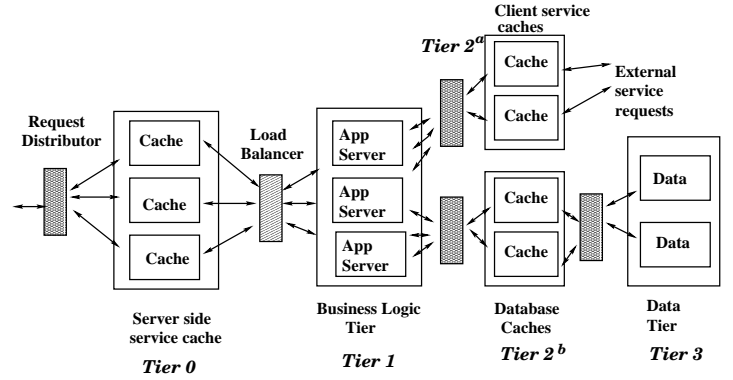 Client service
caches
Tier 2a
Cache
Cache
External
service
requests
Request
Distributor
Cache
Cache
Cache
Load
Balancer
App
Server
App
Server
App
Server
Cache
Cache
Data
Data
Server side
service cache
Tier 0
Business Logic
Tier
Tier 1
Database
Caches
Tier 2b
Data
Tier
Tier 3